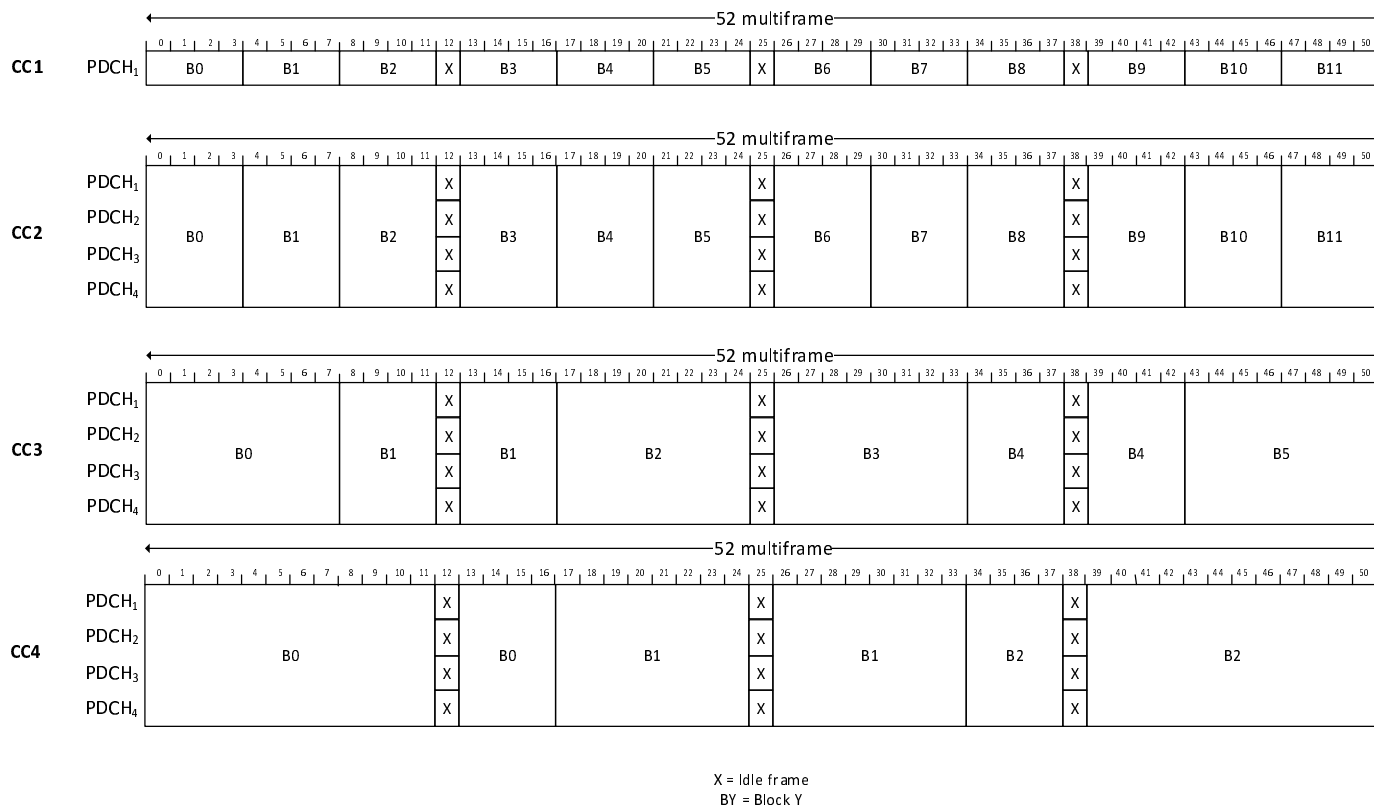 52 multiframe
0 1 2 3 4 5 6 7 8 9 10 11 12 13 14 15 16 17 18 19 20 21 22 23 24 25 26 27 28 29 30 31 32 33 34 35 36 37 38 39 40 41 42 43 44 45 46 47 48 49 50
CC1 PDCH1 B0 B1 B2 X B3 B4 B5 X B6 B7 B8 X B9 B10 B11
52 multiframe
0 1 2 3 4 5 6 7 8 9 10 11 12 13 14 15 16 17 18 19 20 21 22 23 24 25 26 27 28 29 30 31 32 33 34 35 36 37 38 39 40 41 42 43 44 45 46 47 48 49 50
PDCH1 X X X
PDCH2 X X X
CC2 B0 B1 B2 B3 B4 B5 B6 B7 B8 B9 B10 B11
PDCH3 X X X
PDCH4 X X X
52 multiframe
0 1 2 3 4 5 6 7 8 9 10 11 12 13 14 15 16 17 18 19 20 21 22 23 24 25 26 27 28 29 30 31 32 33 34 35 36 37 38 39 40 41 42 43 44 45 46 47 48 49 50
PDCH1 X X X
PDCH2 X X X
CC3 B0 B1 B1 B2 B3 B4 B4 B5
PDCH3 X X X
PDCH4 X X X
52 multiframe
0 1 2 3 4 5 6 7 8 9 10 11 12 13 14 15 16 17 18 19 20 21 22 23 24 25 26 27 28 29 30 31 32 33 34 35 36 37 38 39 40 41 42 43 44 45 46 47 48 49 50
PDCH1 X X X
PDCH2 X X X
CC4 B0 B0 B1 B1 B2 B2
PDCH3 X X X
PDCH4 X X X
X = Idle frame
BY = Block Y